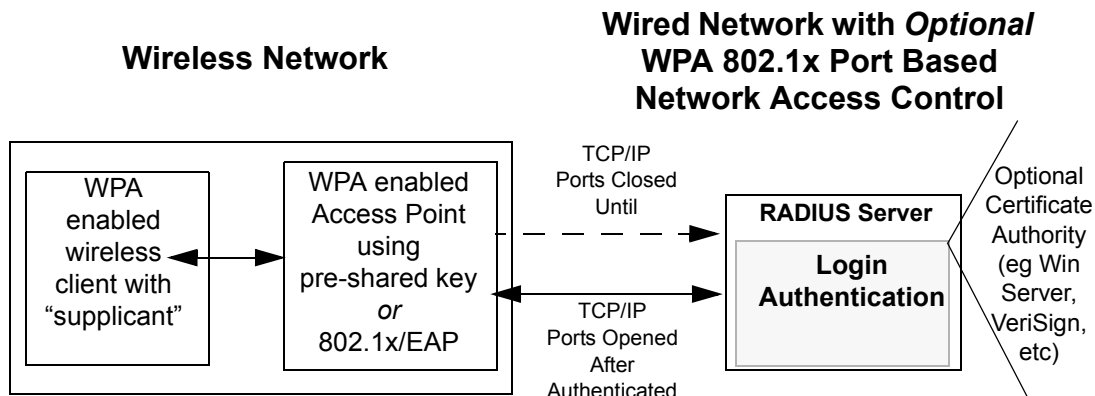 Wireless Network
Wired Network with Optional
WPA 802.1x Port Based
Network Access Control
WPA
enabled
wireless
client with
“supplicant”
WPA enabled
Access Point
using
pre-shared key
or
802.1x/EAP
TCP/IP
Ports Closed
Until
TCP/IP
Ports Opened
After
Authenticated
RADIUS Server
Login
Authentication
Optional
Certificate
Authority
(eg Win
Server,
VeriSign,
etc)